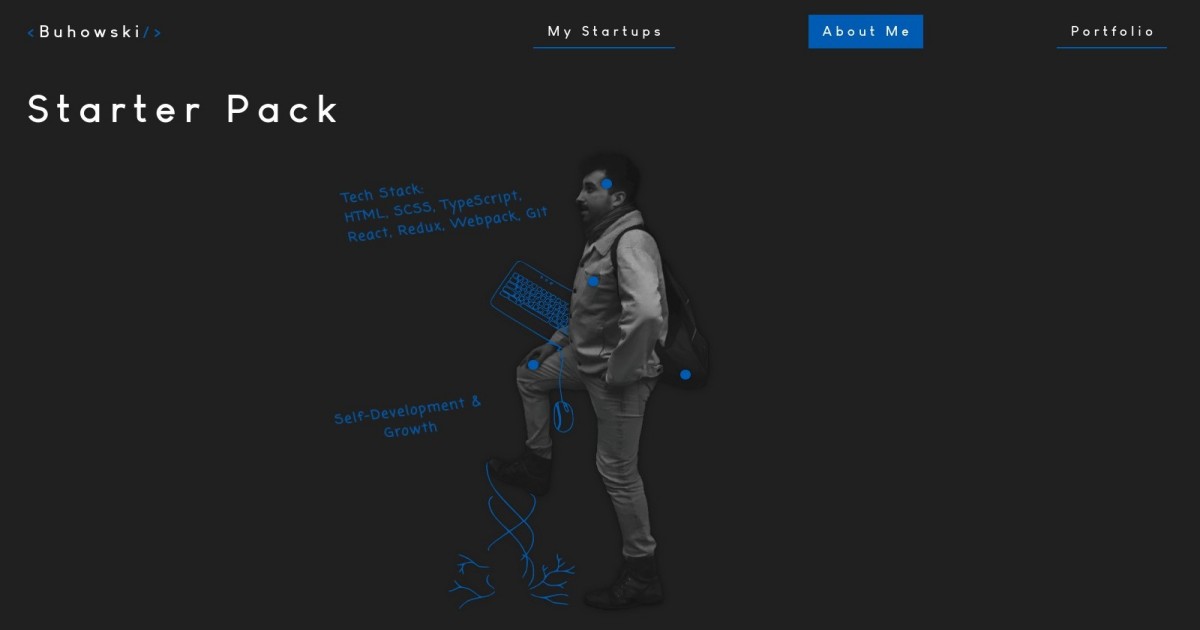 <Buhowski/>
My Startups
About Me
Portfolio
Starter Pack
Tech Stack:
HTML, SCSS, TypeScript,
React, Redux, Webpack, Git
Self-Development &
Growth